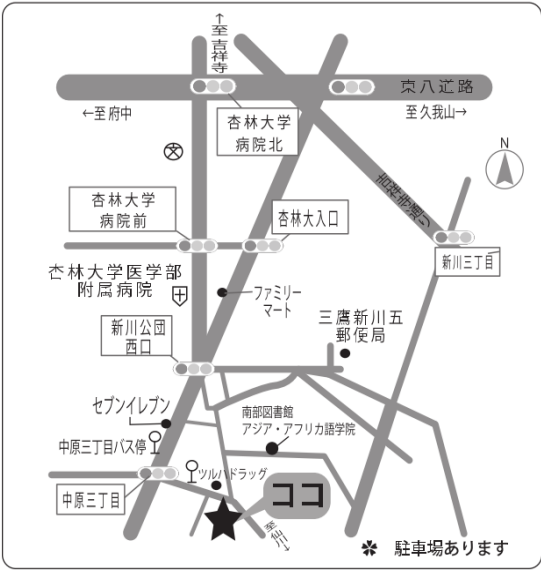 ↑至吉祥寺
東八道路
←至府中
至久我山→
杏林大学
病院北
N
吉祥寺通り
杏林大学
病院前
杏林大入口
新川三丁目
杏林大学医学部
附属病院
ファミリー
マート
三鷹新川五
郵便局
新川公団
西口
セブンイレブン
南部図書館
アジア・アフリカ語学院
中原三丁目バス停
ツルハドラッグ
中原三丁目
ココ
至仙川→
駐車場あります